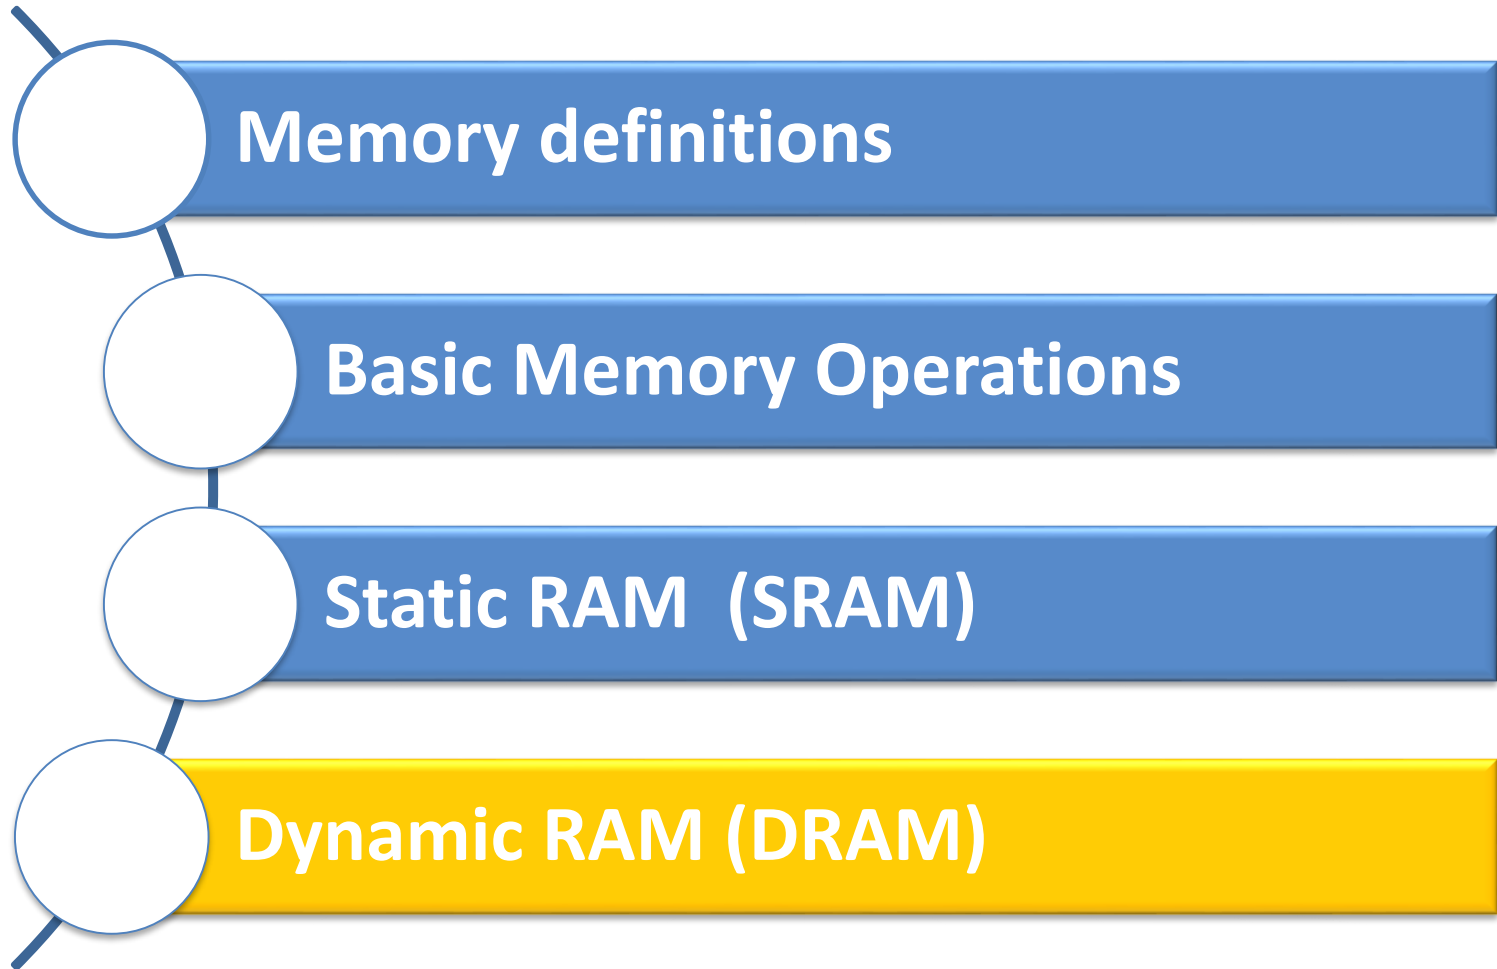 Memory definitions
Basic Memory Operations
Static RAM  (SRAM)
Dynamic RAM (DRAM)